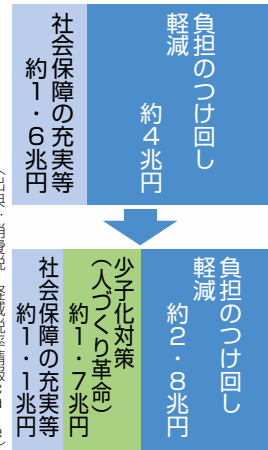 負担のつけ回し
軽減
約4兆円
社会保障の充実等
約1・6兆円
負担のつけ回し
軽減
約2・8兆円
少子化対策
(人づくり革命)
約1・7兆円
社会保障の充実等
約1・1兆円